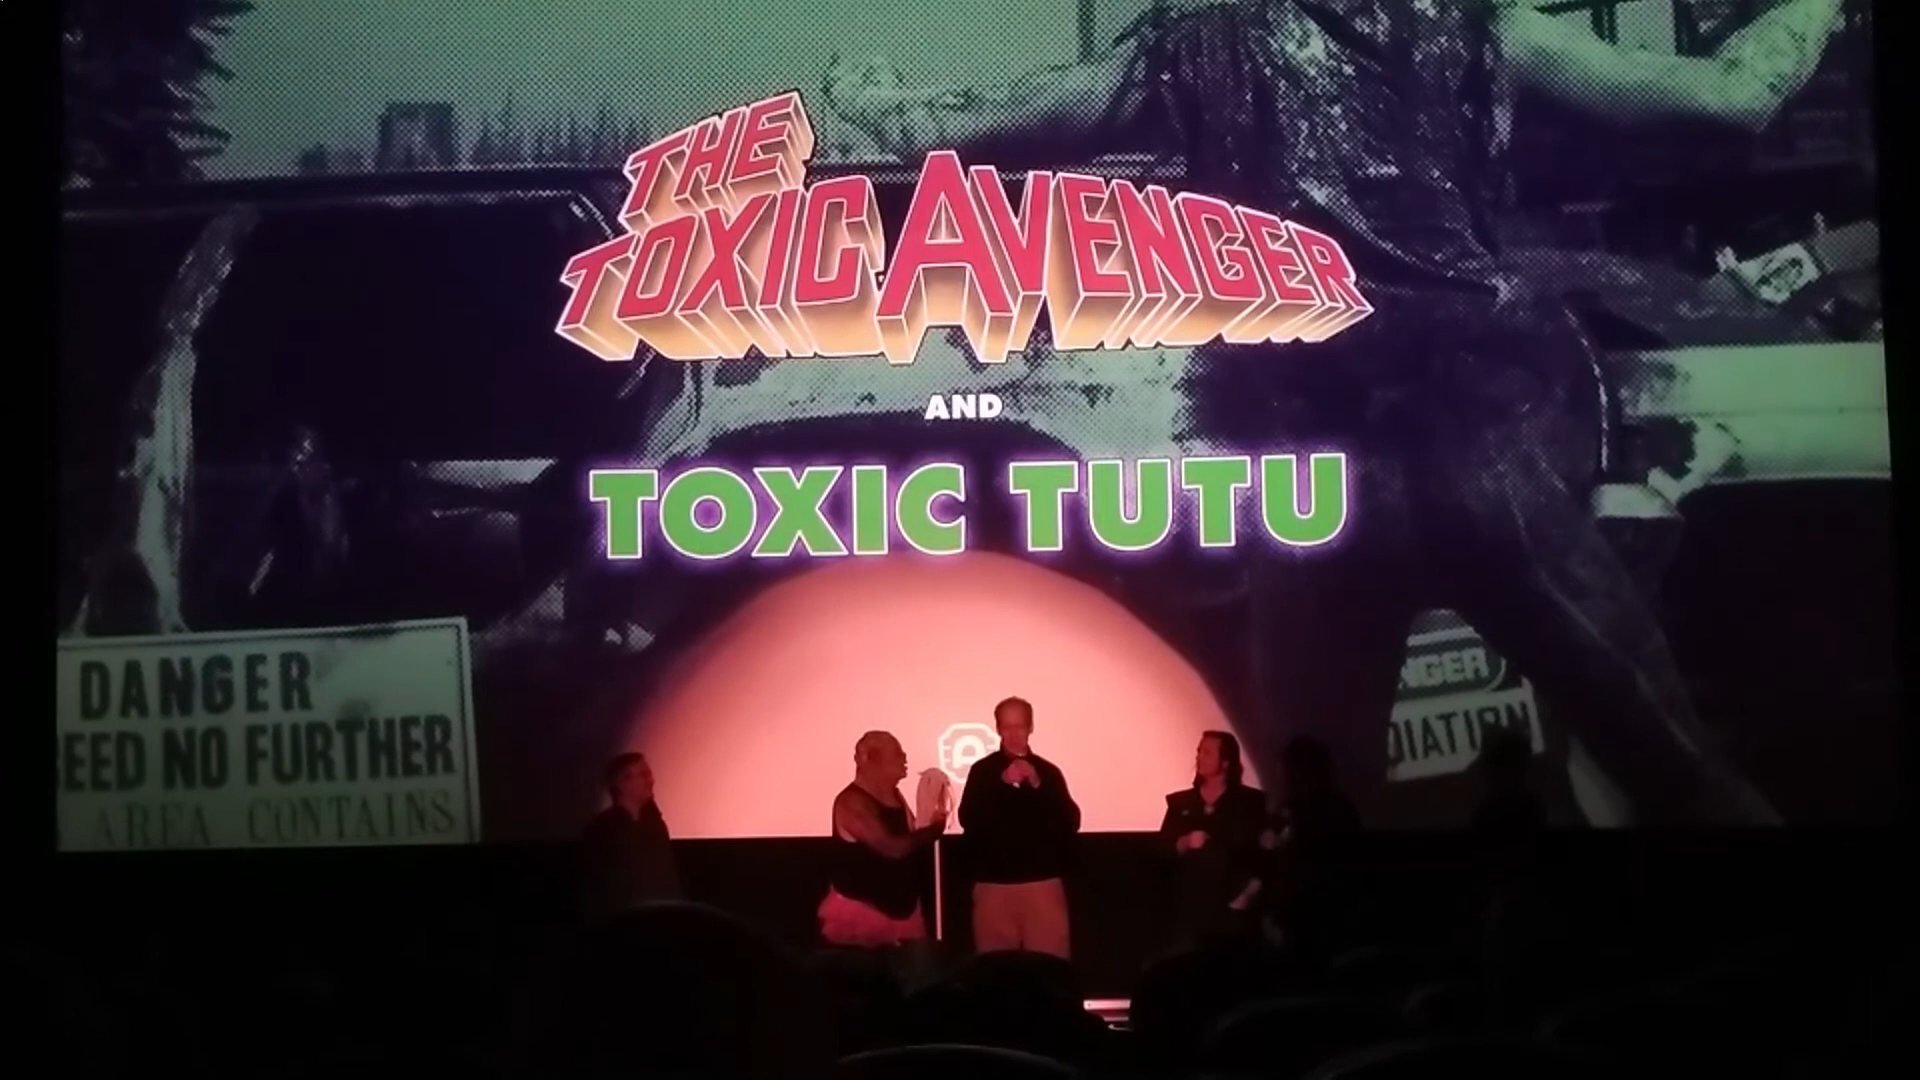 THE
TOXIC AVENGER
AND
TOXIC TUTU
DANGER
EED NO FURTHER
AREA CONTAINS
NGER
DIATION
A